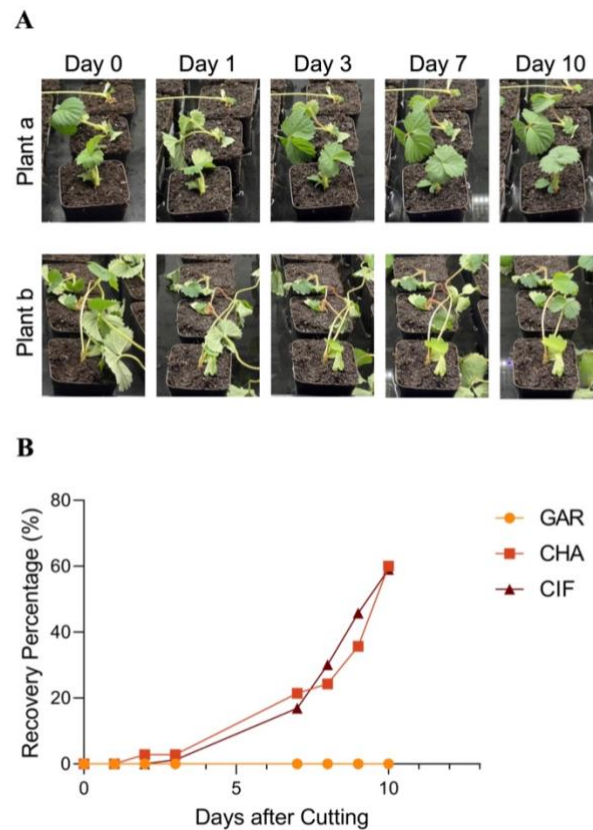 A
Day 0 Day 1 Day 3 Day 7 Day 10
Plant a
Plant b
B
80
60
40
20
0
Recovery Percentage (%)
0 5 10
Days after Cutting
GAR
CHA
CIF